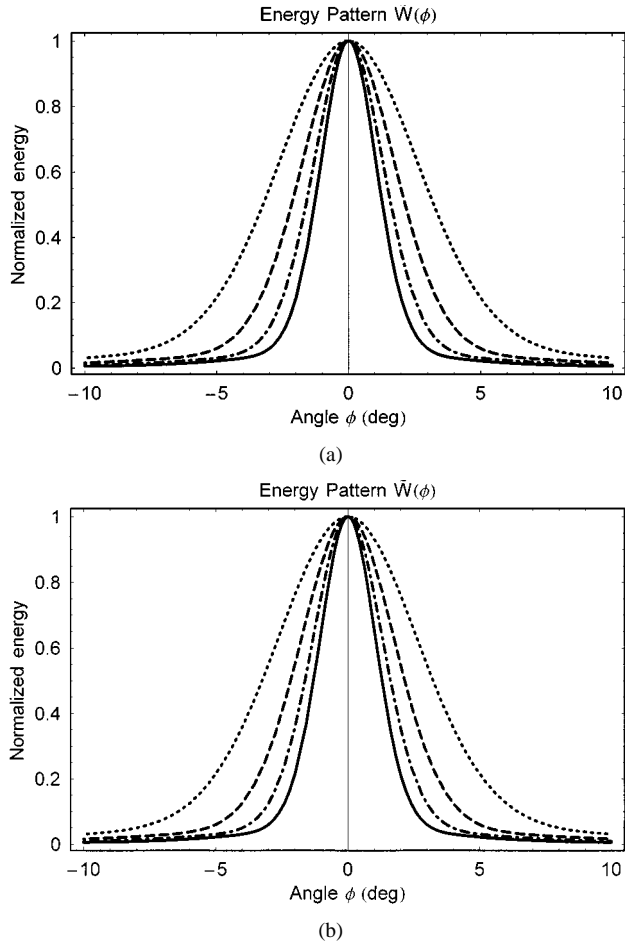 Energy Pattern W̄(ϕ)
Normalized energy
1
0.8
0.6
0.4
0.2
0
−10 −5 0 5 10
Angle ϕ (deg)
(a)
Energy Pattern W̄(ϕ)
Normalized energy
1
0.8
0.6
0.4
0.2
0
−10 −5 0 5 10
Angle ϕ (deg)
(b)